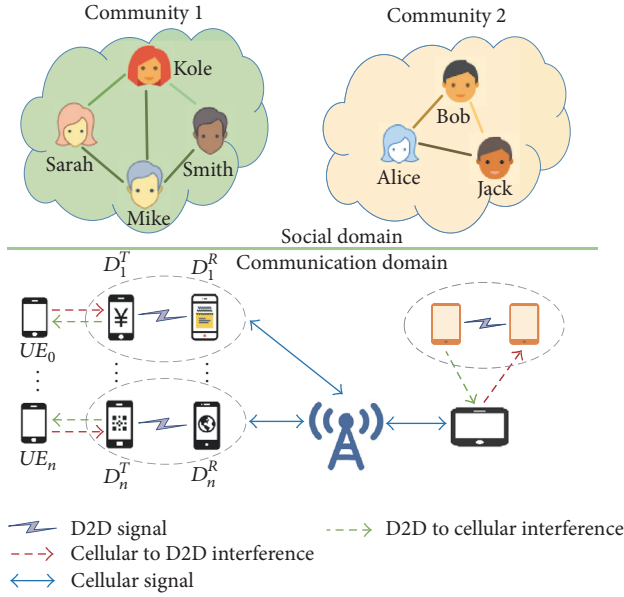 Community 1
Community 2
Kole
Bob
Sarah
Smith
Alice
Jack
Mike
Social domain
Communication domain
D_1^T
D_1^R
¥
UE_0
UE_n
D_n^T
D_n^R
D2D signal
D2D to cellular interference
Cellular to D2D interference
Cellular signal